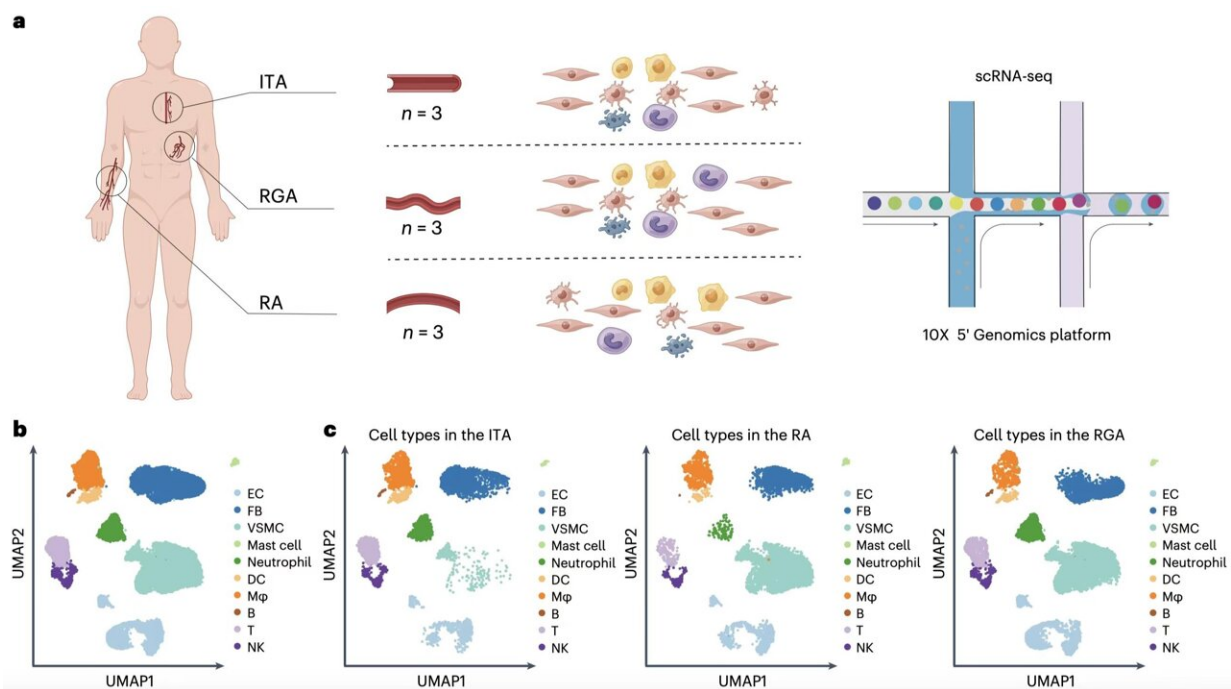 a
ITA
RGA
RA
n = 3
n = 3
n = 3
scRNA-seq
10X 5' Genomics platform
b
UMAP2
UMAP1
EC
FB
VSMC
Mast cell
Neutrophil
DC
Mφ
B
T
NK
c
Cell types in the ITA
UMAP2
UMAP1
EC
FB
VSMC
Mast cell
Neutrophil
DC
Mφ
B
T
NK
Cell types in the RA
UMAP2
UMAP1
EC
FB
VSMC
Mast cell
Neutrophil
DC
Mφ
B
T
NK
Cell types in the RGA
UMAP2
UMAP1
EC
FB
VSMC
Mast cell
Neutrophil
DC
Mφ
B
T
NK